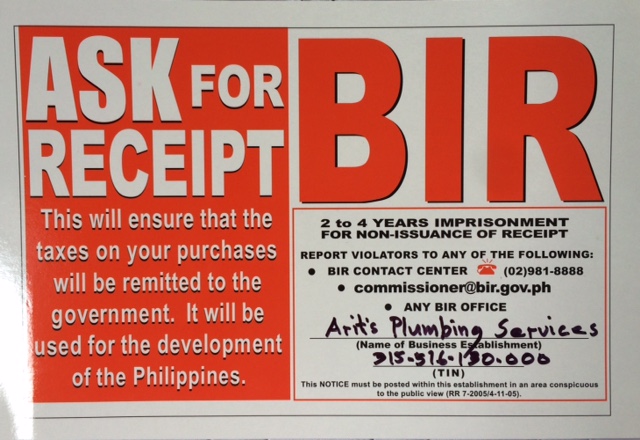 ASK FOR
RECEIPT
This will ensure that the
taxes on your purchases
will be remitted to the
government. It will be
used for the development
of the Philippines.
BIR
2 to 4 YEARS IMPRISONMENT
FOR NON-ISSUANCE OF RECEIPT
REPORT VIOLATORS TO ANY OF THE FOLLOWING:
• BIR CONTACT CENTER ☎ (02)981-8888
• commissioner@bir.gov.ph
• ANY BIR OFFICE
Arit's Plumbing Services
(Name of Business Establishment)
315-516-130-000
(TIN)
This NOTICE must be posted within this establishment in an area conspicuous
to the public view (RR 7-2005/4-11-05).